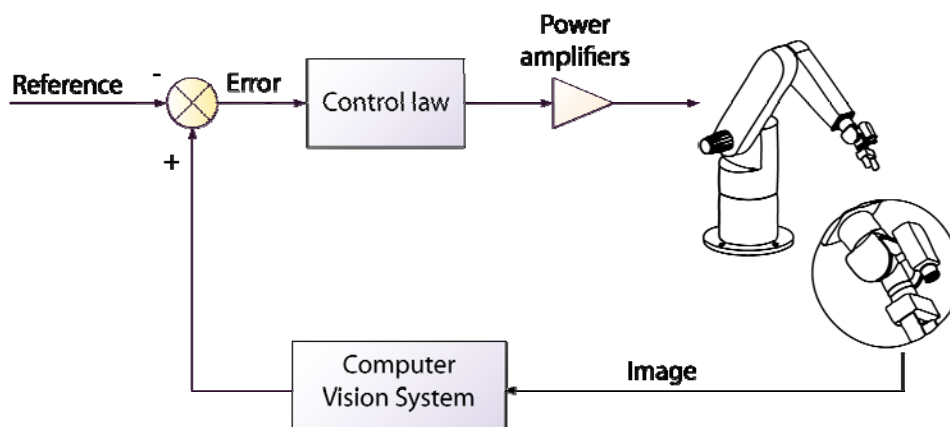 Power
amplifiers
Reference
-
Error
Control law
+
Computer
Vision System
Image